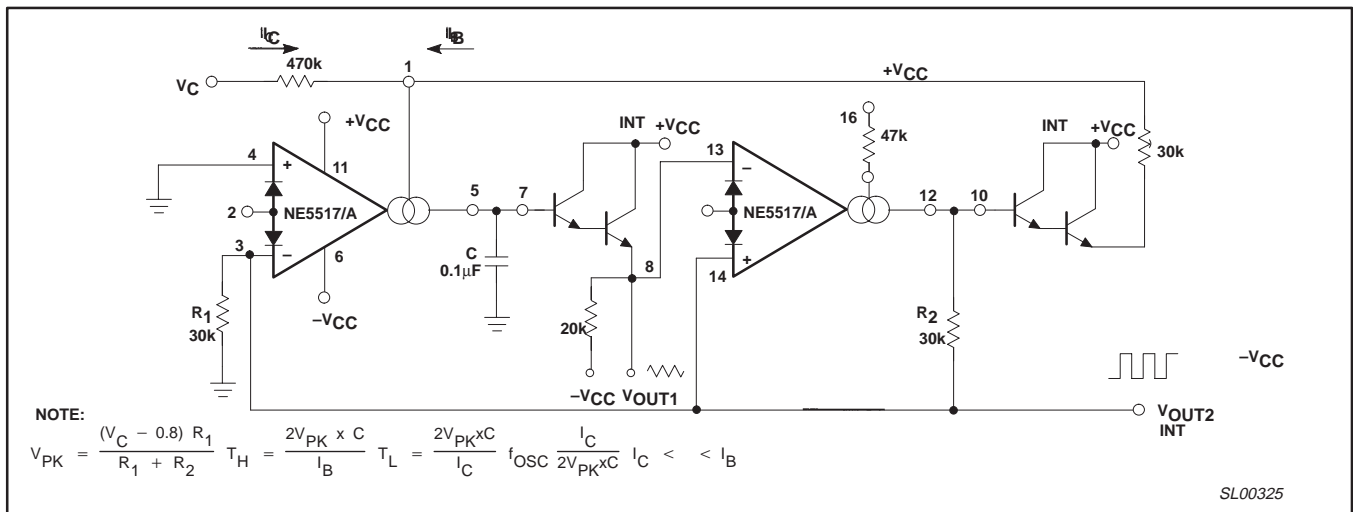 IC
IB
470k
1
VC
+VCC
+VCC
4
+
11
2
NE5517/A
3
–
6
–VCC
R1
30k
5
7
C
0.1µF
INT
+VCC
8
20k
–VCC
VOUT1
13
–
16
47k
NE5517/A
14
+
12
10
INT
+VCC
30k
R2
30k
–VCC
VOUT2
INT
NOTE:
VPK = (VC − 0.8) R1 / R1 + R2 TH = 2VPK x C / IB TL = 2VPKxC / IC fOSC IC / 2VPKxC IC < < IB
SL00325